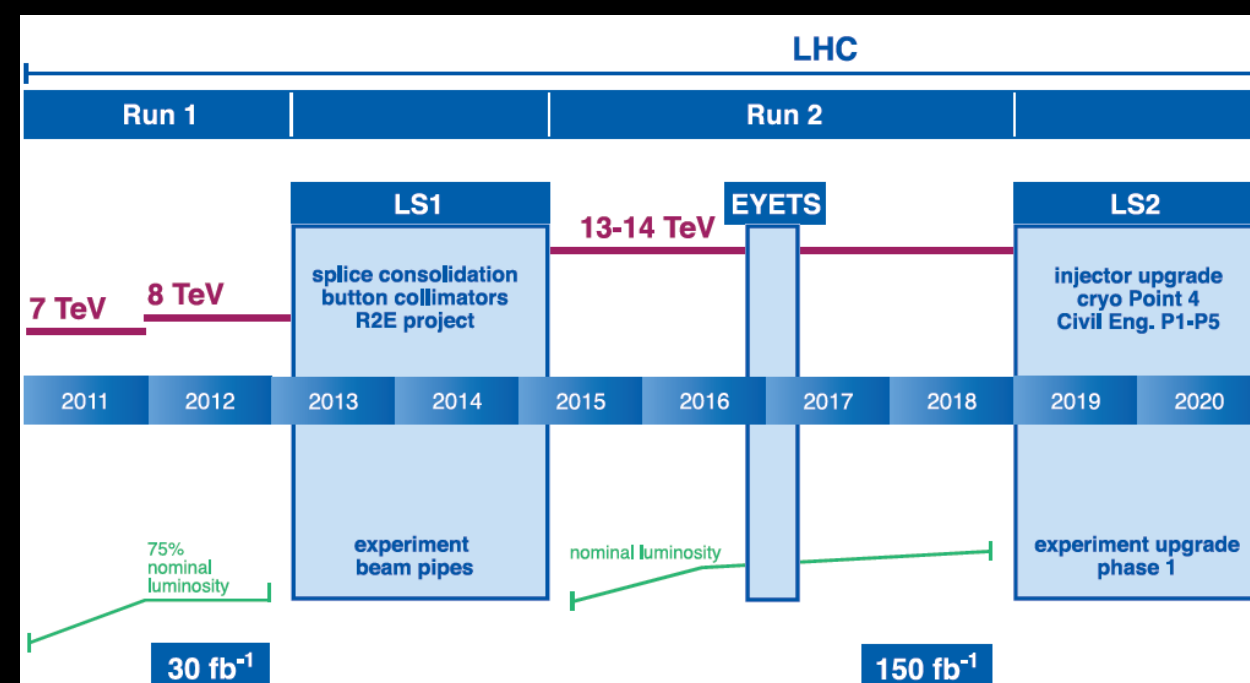 LHC
Run 1
Run 2
LS1
EYETS
LS2
13-14 TeV
splice consolidation
button collimators
R2E project
injector upgrade
cryo Point 4
Civil Eng. P1-P5
7 TeV
8 TeV
2011
2012
2013
2014
2015
2016
2017
2018
2019
2020
75%
nominal
luminosity
experiment
beam pipes
nominal luminosity
experiment upgrade
phase 1
30 fb⁻¹
150 fb⁻¹